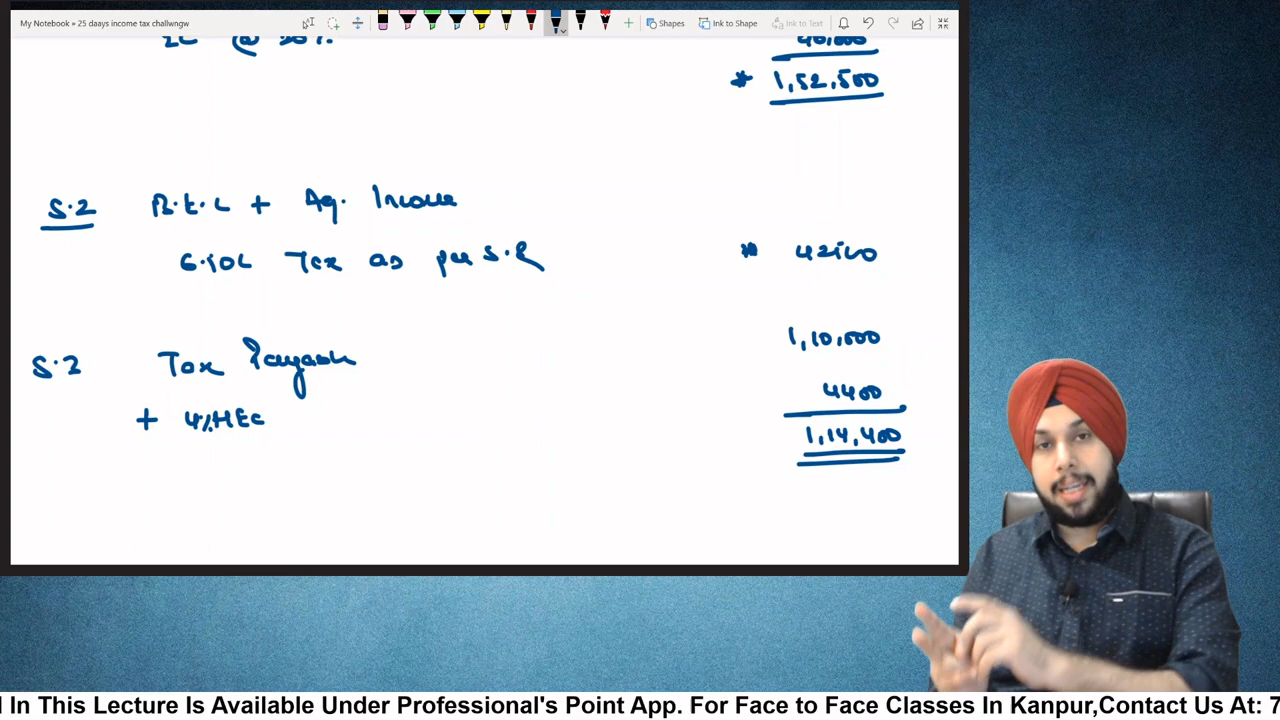 My Notebook » 25 daays income tax challwngw
Shapes
Ink to Shape
Ink to Text
@ 30%
1,52,500
S.2 B.E.L + Ag. Income
Tax as per S.R
S.2 Tax Payable 1,10,000
+ 4% HEC 4400
1,14,400
In This Lecture Is Available Under Professional's Point App. For Face to Face Classes In Kanpur,Contact Us At: 7